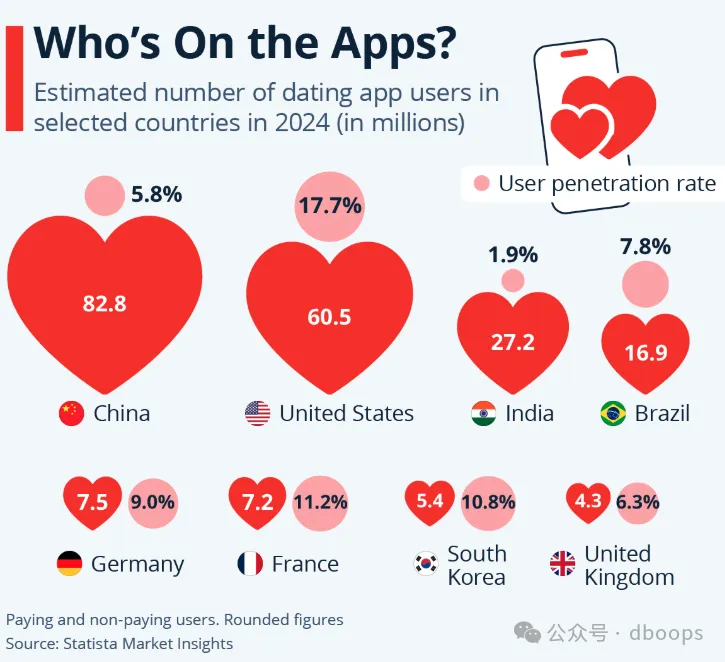 Who's On the Apps?
Estimated number of dating app users in
selected countries in 2024 (in millions)
User penetration rate
5.8%
82.8
China
17.7%
60.5
United States
1.9%
27.2
India
7.8%
16.9
Brazil
7.5
9.0%
Germany
7.2
11.2%
France
5.4
10.8%
South
Korea
4.3
6.3%
United
Kingdom
Paying and non-paying users. Rounded figures
Source: Statista Market Insights
公众号 · dboops